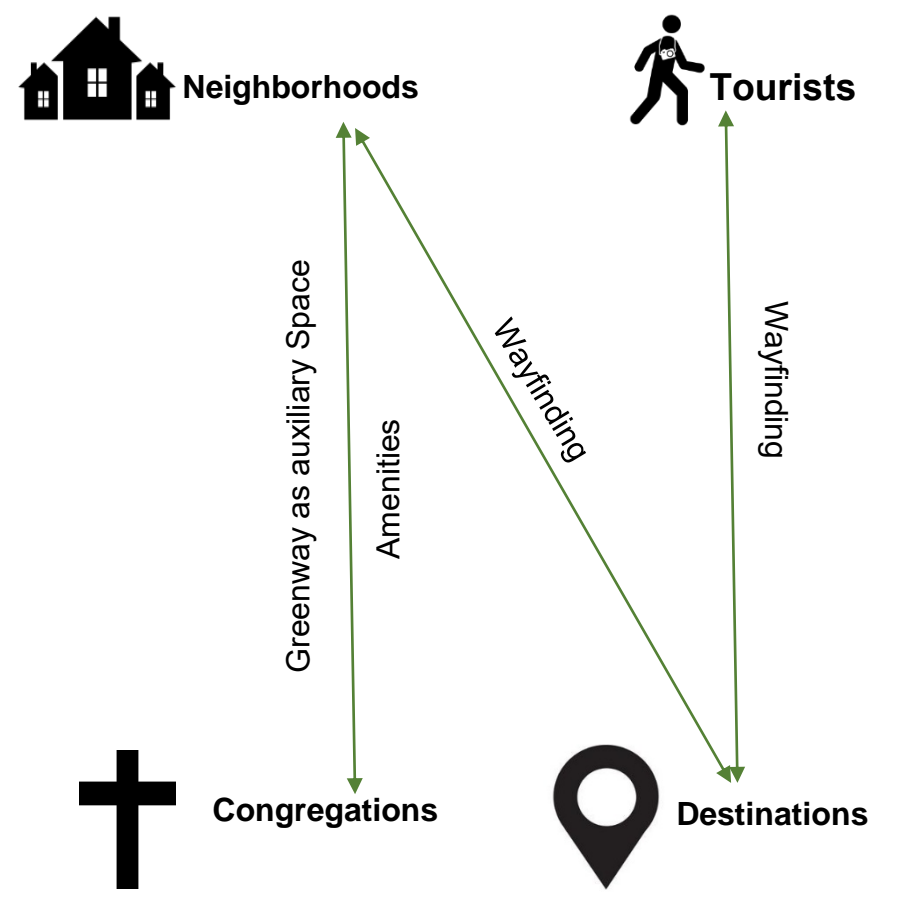 Neighborhoods
Tourists
Greenway as auxiliary Space
Amenities
Wayfinding
Wayfinding
Congregations
Destinations